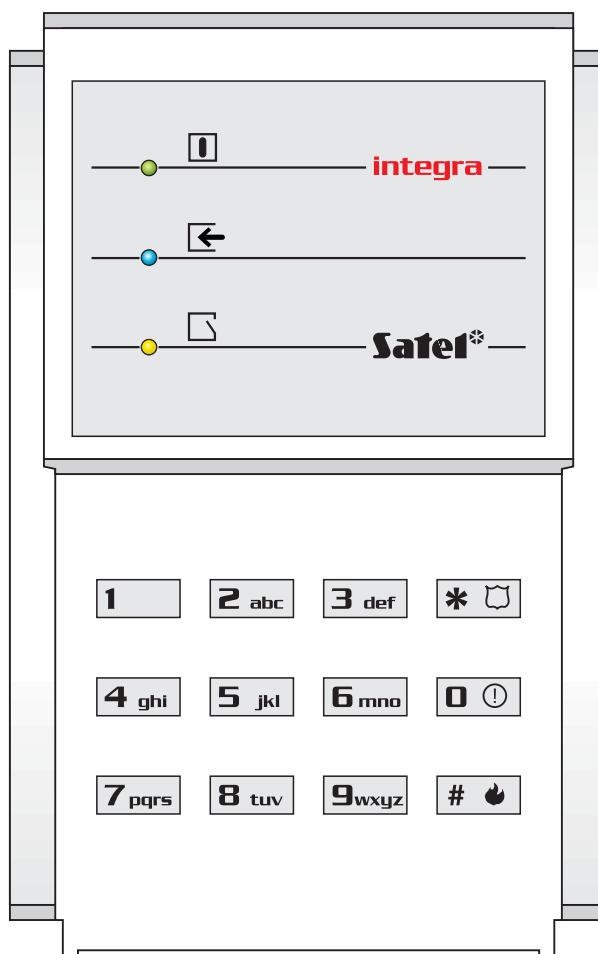 integra
Satel*
1 2 abc 3 def *
4 ghi 5 jkl 6 mno 0 !
7 pqrs 8 tuv 9 wxyz #